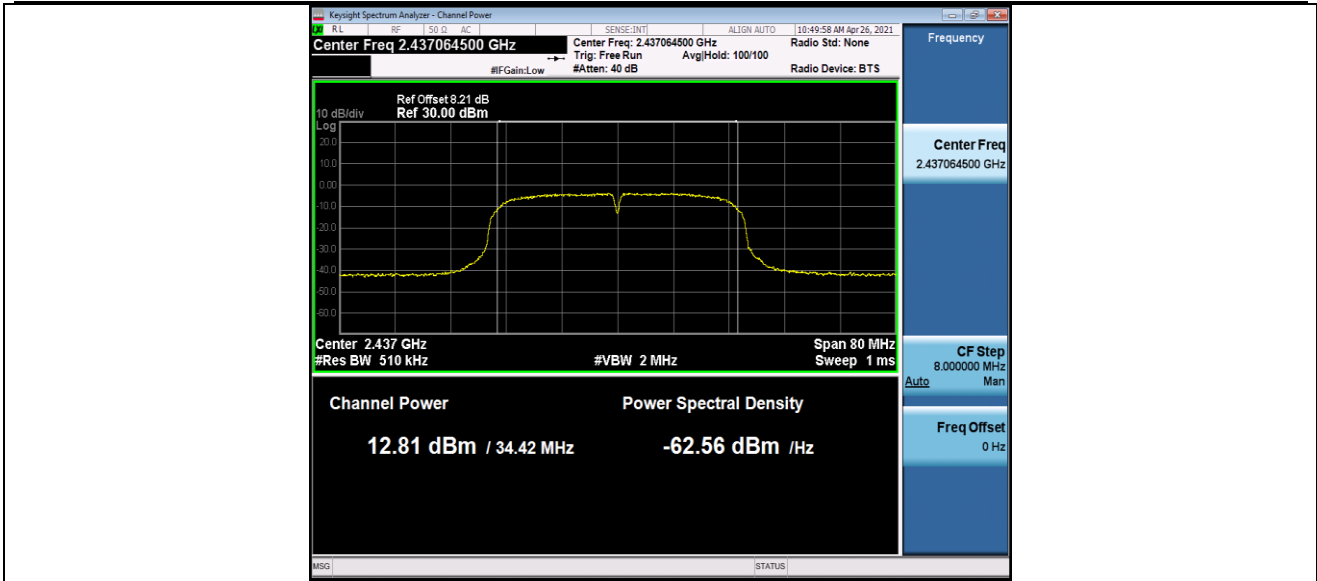 Keysight Spectrum Analyzer - Channel Power
RL RF 50 Ω AC SENSE:INT ALIGN AUTO 10:49:58 AM Apr 26, 2021
Center Freq 2.437064500 GHz
Center Freq: 2.437064500 GHz Radio Std: None
Trig: Free Run Avg|Hold: 100/100
#IFGain:Low #Atten: 40 dB Radio Device: BTS
Frequency
Ref Offset 8.21 dB
10 dB/div Ref 30.00 dBm
Log
20.0
10.0
0.00
-10.0
-20.0
-30.0
-40.0
-50.0
-60.0
Center 2.437 GHz Span 80 MHz
#Res BW 510 kHz #VBW 2 MHz Sweep 1 ms
Channel Power Power Spectral Density
12.81 dBm / 34.42 MHz -62.56 dBm /Hz
Center Freq
2.437064500 GHz
CF Step
8.000000 MHz
Auto Man
Freq Offset
0 Hz
MSG STATUS